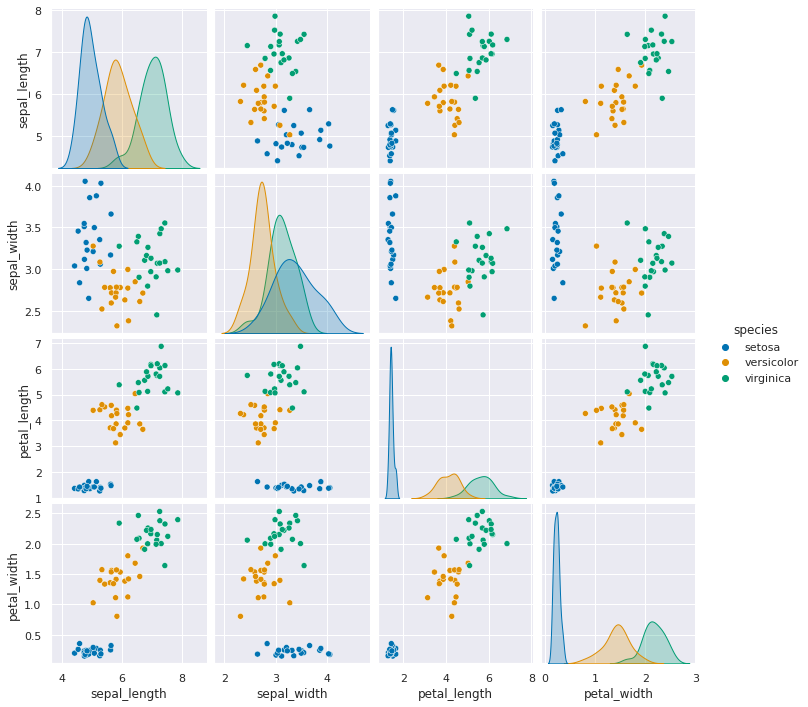 8
7
6
5
sepal_length
4.0
3.5
3.0
2.5
sepal_width
species
setosa
versicolor
virginica
7
6
5
4
3
2
1
petal_length
2.5
2.0
1.5
1.0
0.5
petal_width
4 6 8
sepal_length
2 3 4
sepal_width
2 4 6 8
petal_length
0 1 2 3
petal_width